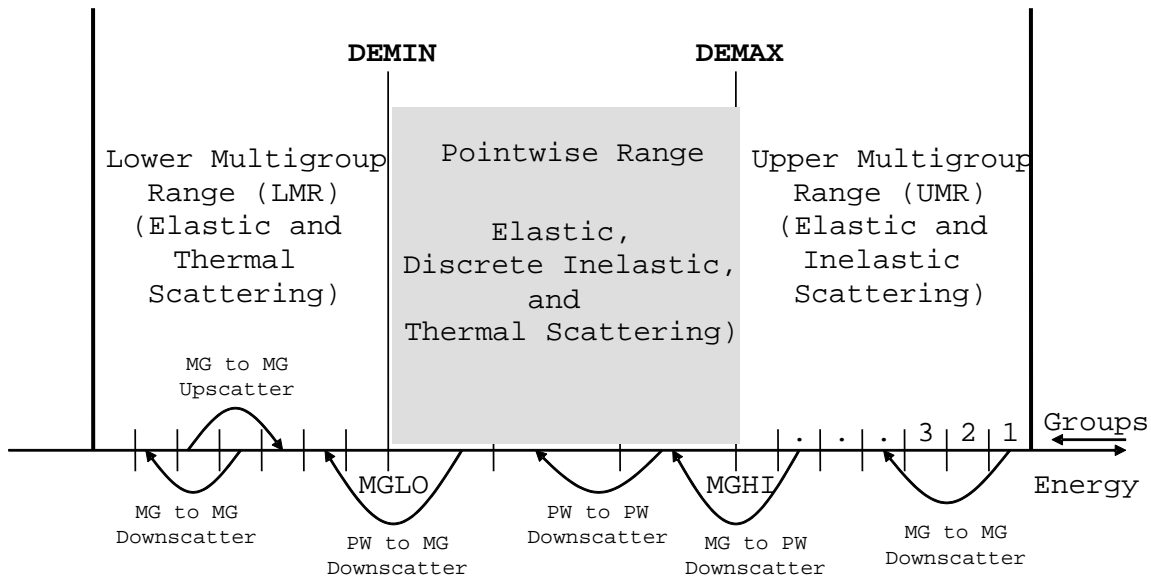 DEMIN
DEMAX
Lower Multigroup
Range (LMR)
(Elastic and
Thermal
Scattering)
Pointwise Range
Elastic,
Discrete Inelastic,
and
Thermal Scattering)
Upper Multigroup
Range (UMR)
(Elastic and
Inelastic
Scattering)
MG to MG
Upscatter
. . . 3 2 1
Groups
MGLO
MGHI
Energy
MG to MG
Downscatter
PW to MG
Downscatter
PW to PW
Downscatter
MG to PW
Downscatter
MG to MG
Downscatter